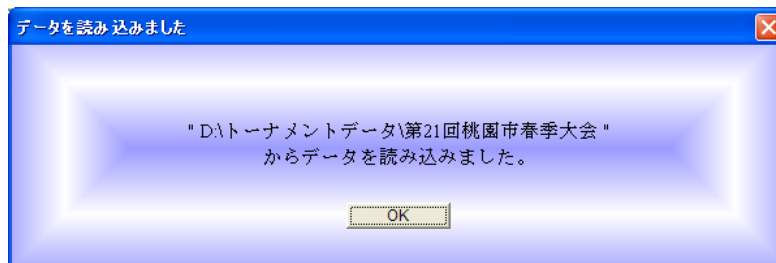 データを読み込みました
"D:\トーナメントデータ\第21回桃園市春季大会"
からデータを読み込みました。
OK